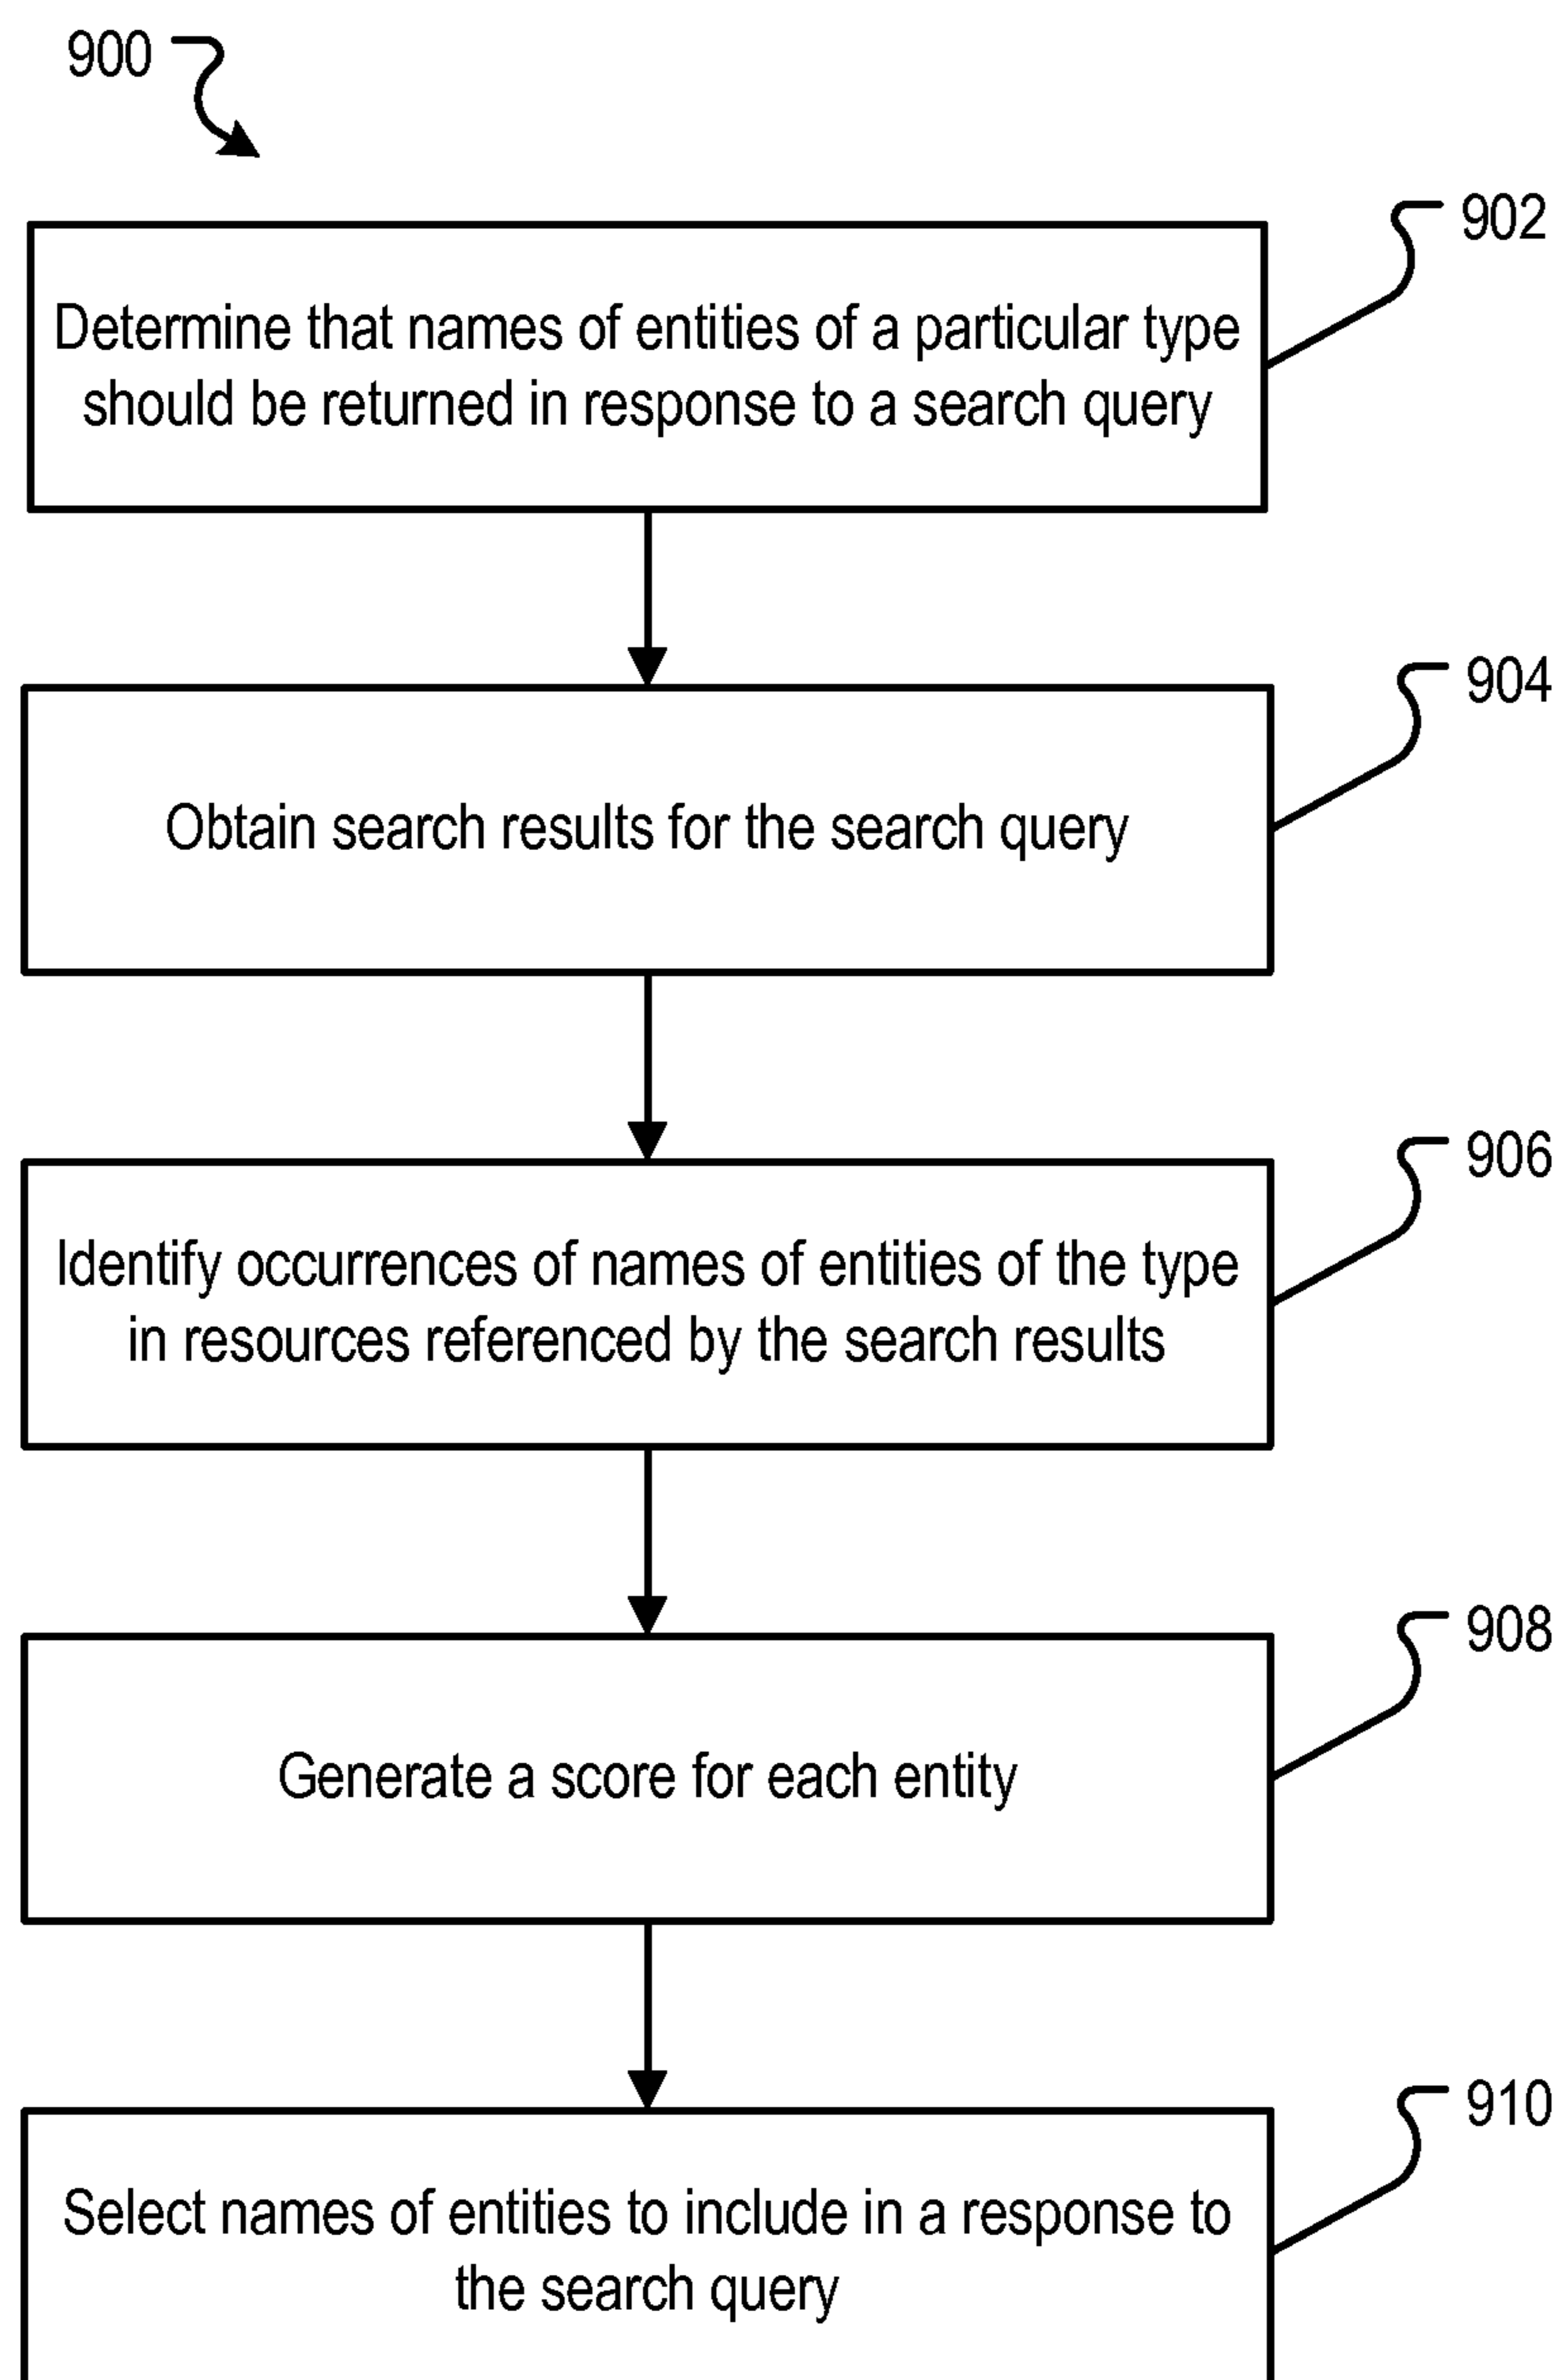 900
902
Determine that names of entities of a particular type
should be returned in response to a search query
904
Obtain search results for the search query
906
Identify occurrences of names of entities of the type
in resources referenced by the search results
908
Generate a score for each entity
910
Select names of entities to include in a response to
the search query